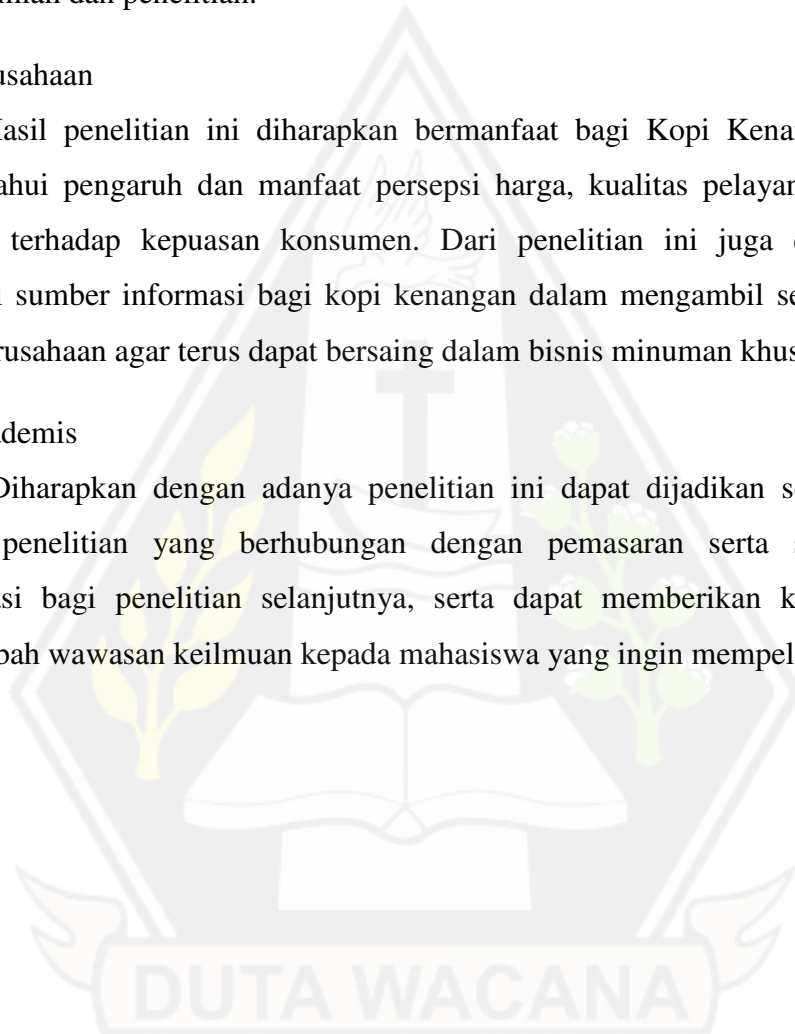 dan penelitian.
usahaan
asil penelitian ini diharapkan bermanfaat bagi Kopi Kena
ahui pengaruh dan manfaat persepsi harga, kualitas pelayan
terhadap kepuasan konsumen. Dari penelitian ini juga
i sumber informasi bagi kopi kenangan dalam mengambil se
rusahaan agar terus dapat bersaing dalam bisnis minuman khus
demis
Diharapkan dengan adanya penelitian ini dapat dijadikan s
penelitian yang berhubungan dengan pemasaran serta s
si bagi penelitian selanjutnya, serta dapat memberikan k
bah wawasan keilmuan kepada mahasiswa yang ingin mempel
DUTA WACANA